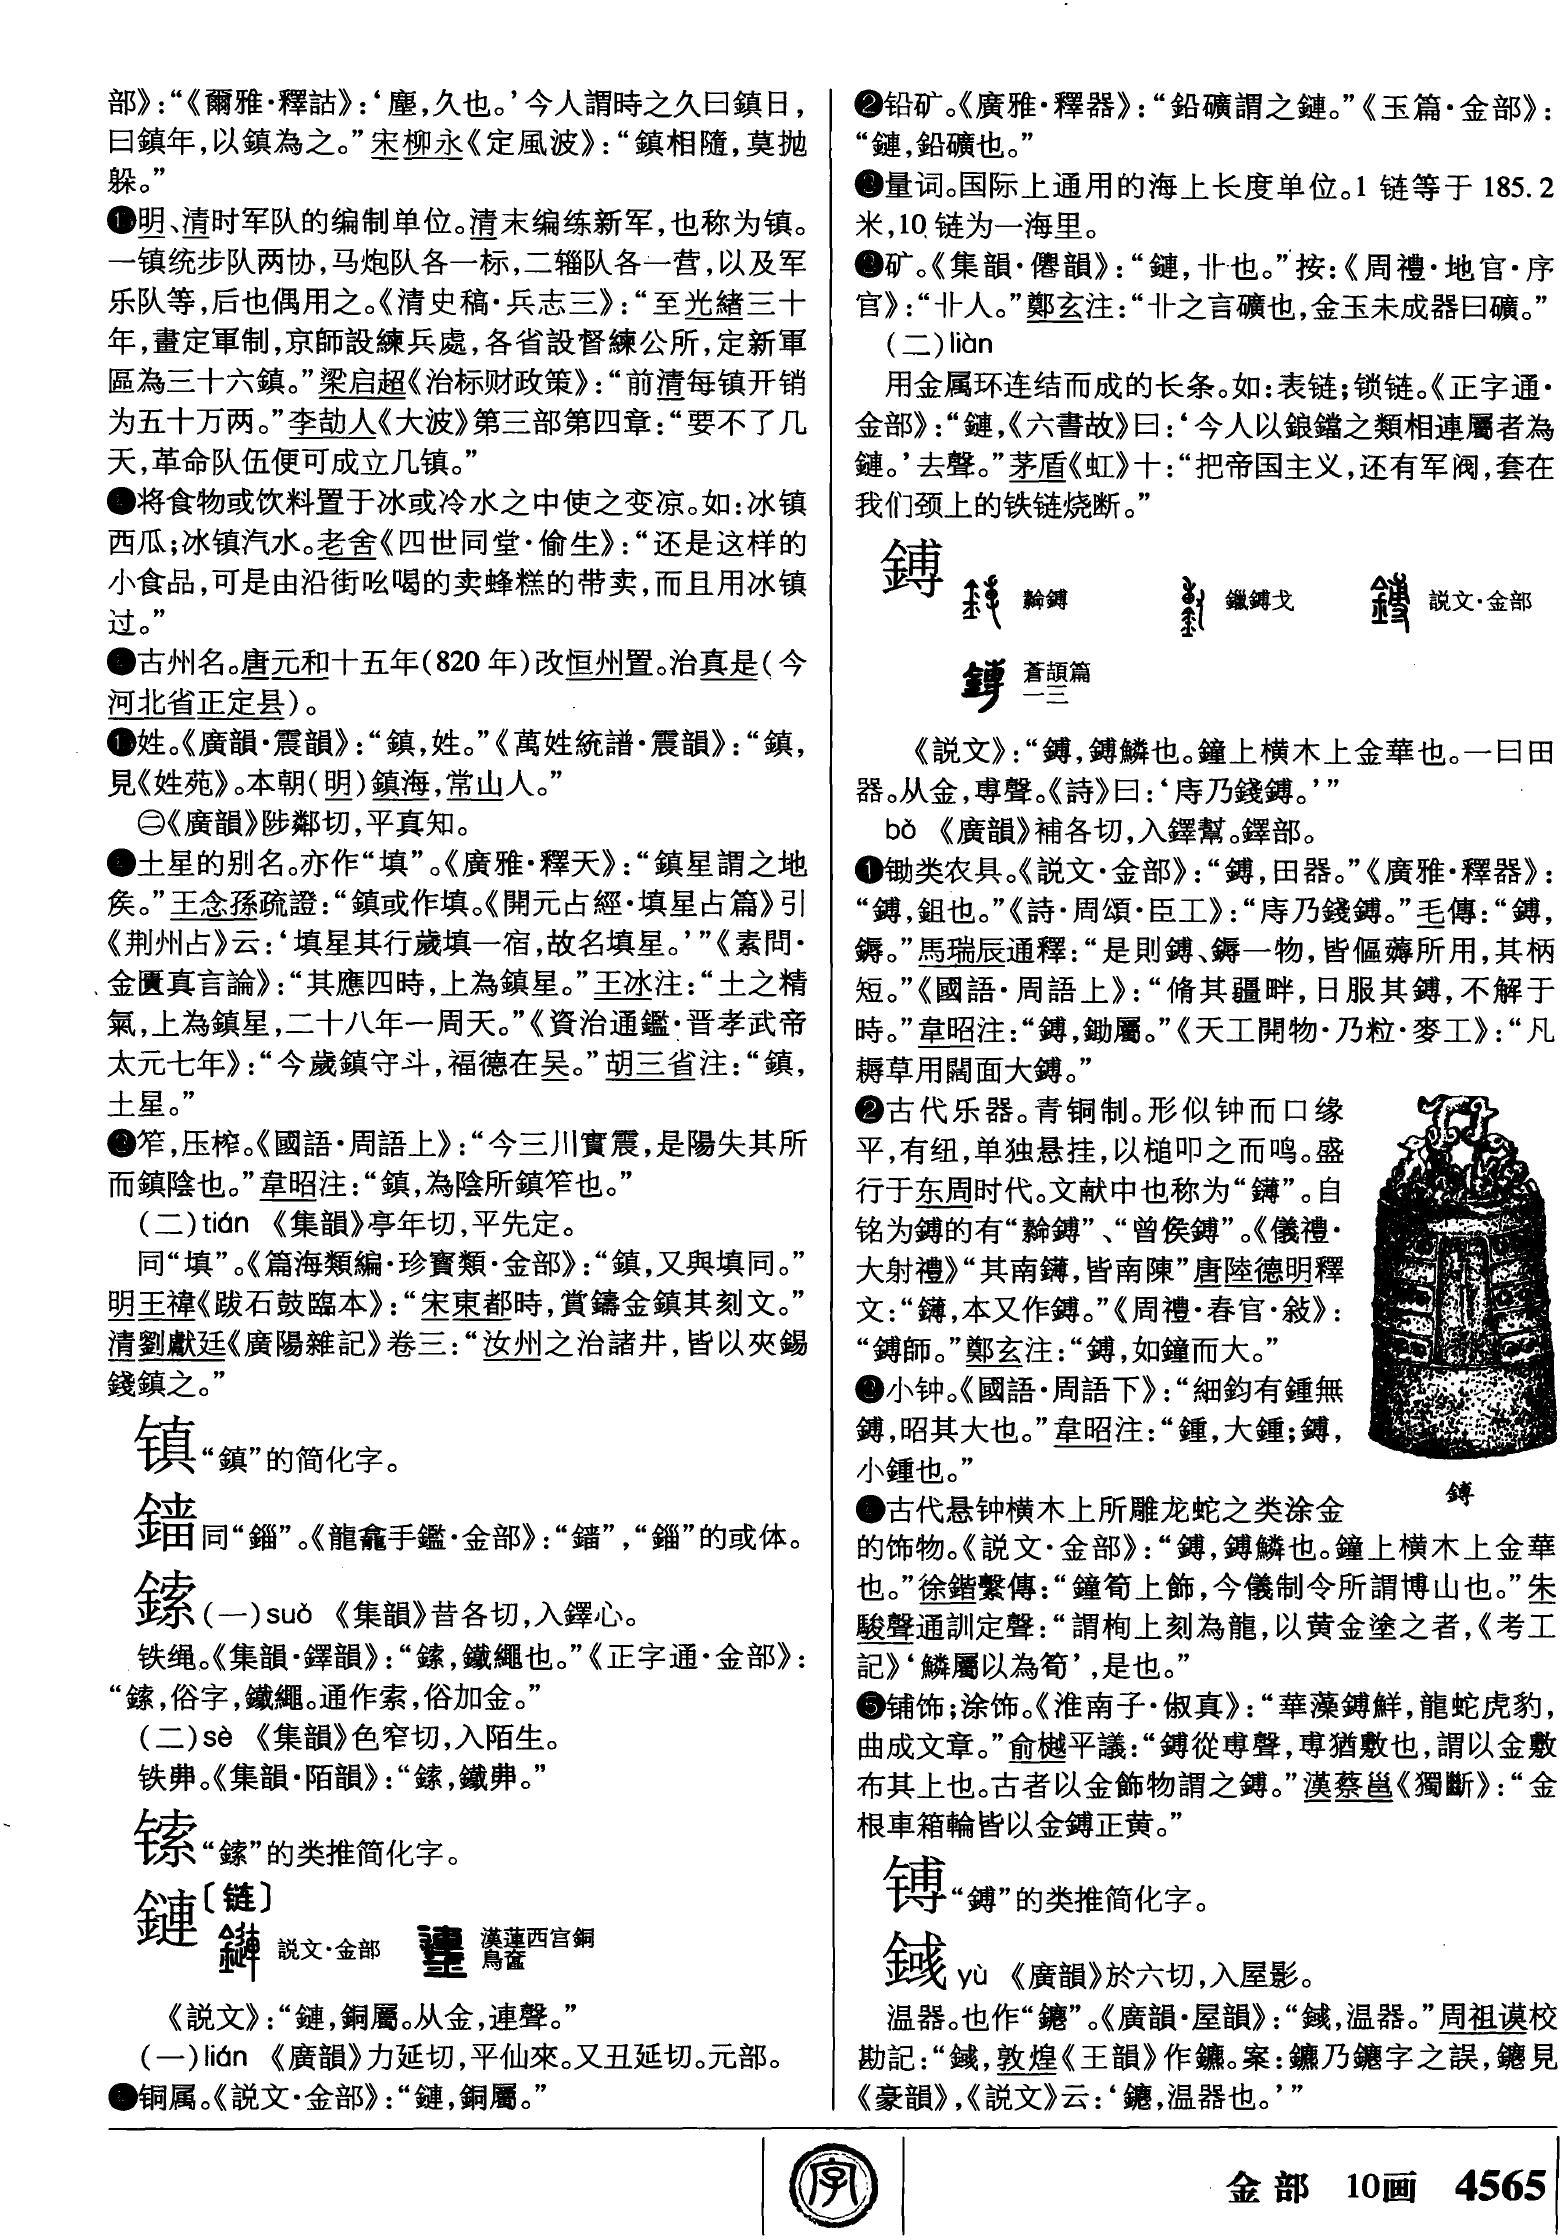 部》：“《爾雅·釋詁》：‘塵，久也。’今人謂時之久曰鎮日，
曰鎮年，以鎮為之。”宋柳永《定風波》：“鎮相隨，莫抛
躲。”
明、清时军队的编制单位。清末编练新军，也称为镇。
一镇统步队两协，马炮队各一标，二辎队各一营，以及军
乐队等，后也偶用之。《清史稿·兵志三》：“至光緒三十
年，畫定軍制，京師設練兵處，各省設督練公所，定新軍
區為三十六鎮。”梁启超《治标财政策》：“前清每镇开销
为五十万两。”李劼人《大波》第三部第四章：“要不了几
天，革命队伍便可成立几镇。”
将食物或饮料置于冰或冷水之中使之变凉。如：冰镇
西瓜；冰镇汽水。老舍《四世同堂·偷生》：“还是这样的
小食品，可是由沿街吆喝的卖蜂糕的带卖，而且用冰镇
过。”
古州名。唐元和十五年（820年）改恒州置。治真是（今
河北省正定县）。
姓。《廣韻·震韻》：“鎮，姓。”《萬姓統譜·震韻》：“鎮，
見《姓苑》。本朝（明）鎮海，常山人。”
㊁《廣韻》陟鄰切，平真知。
土星的别名。亦作“填”。《廣雅·釋天》：“鎮星謂之地
矦。”王念孫疏證：“鎮或作填。《開元占經·填星占篇》引
《荆州占》云：‘填星其行歲填一宿，故名填星。’”《素問·
金匱真言論》：“其應四時，上為鎮星。”王冰注：“土之精
氣，上為鎮星，二十八年一周天。”《資治通鑑·晋孝武帝
太元七年》：“今歲鎮守斗，福德在吴。”胡三省注：“鎮，
土星。”
笮，压榨。《國語·周語上》：“今三川實震，是陽失其所
而鎮陰也。”韋昭注：“鎮，為陰所鎮笮也。”
（二）tián 《集韻》亭年切，平先定。
同“填”。《篇海類編·珍寳類·金部》：“鎮，又與填同。”
明王禕《跋石鼓臨本》：“宋東都時，賞鑄金鎮其刻文。”
清劉獻廷《廣陽雜記》卷三：“汝州之治諸井，皆以夾錫
錢鎮之。”
镇“鎮”的简化字。
同“錙”。《龍龕手鑑·金部》：“”，“錙”的或体。
鎍（一）suǒ 《集韻》昔各切，入鐸心。
铁绳。《集韻·鐸韻》：“鎍，鐵繩也。”《正字通·金部》：
“鎍，俗字，鐵繩。通作索，俗加金。”
（二）sè 《集韻》色窄切，入陌生。
铁丳。《集韻·陌韻》：“鎍，鐵丳。”
“鎍”的类推简化字。
鏈〔链〕
説文·金部 漢蓮西宫銅
鳥
《説文》：“鏈，銅屬。从金，連聲。”
（一）lián 《廣韻》力延切，平仙來。又丑延切。元部。
铜属。《説文·金部》：“鏈，銅屬。”
❷铅矿。《廣雅·釋器》：“鉛礦謂之鏈。”《玉篇·金部》：
“鏈，鉛礦也。”
❸量词。国际上通用的海上长度单位。1链等于185.2
米，10链为一海里。
矿。《集韻·僊韻》：“鏈，卝也。”按：《周禮·地官·序
官》：“卝人。”鄭玄注：“卝之言礦也，金玉未成器曰礦。”
（二）liàn
用金属环连结而成的长条。如：表链；锁链。《正字通·
金部》：“鏈，《六書故》曰：‘今人以鋃鐺之類相連屬者為
鏈。’去聲。”茅盾《虹》十：“把帝国主义，还有军阀，套在
我们颈上的铁链烧断。”
鎛
鎛 鎛戈 説文·金部
蒼頡篇
一三
《説文》：“鎛，鎛鱗也。鐘上横木上金華也。一曰田
器。从金，尃聲。《詩》曰：‘庤乃錢鎛。’”
bó 《廣韻》補各切，入鐸幫。鐸部。
❶锄类农具。《説文·金部》：“鎛，田器。”《廣雅·釋器》：
“鎛，鉏也。”《詩·周頌·臣工》：“庤乃錢鎛。”毛傳：“鎛，
鎒。”馬瑞辰通釋：“是則鎛、鎒一物，皆傴薅所用，其柄
短。”《國語·周語上》：“脩其疆畔，日服其鎛，不解于
時。”韋昭注：“鎛，鋤屬。”《天工開物·乃粒·麥工》：“凡
耨草用闊面大鎛。”
❷古代乐器。青铜制。形似钟而口缘
平，有纽，单独悬挂，以槌叩之而鸣。盛
行于东周时代。文献中也称为“鑮”。自
铭为鎛的有“鎛”、“曾侯鎛”。《儀禮·
大射禮》“其南鑮，皆南陳”唐陸德明釋
文：“鑮，本又作鎛。”《周禮·春官·敍》：
“鎛師。”鄭玄注：“鎛，如鐘而大。”
小钟。《國語·周語下》：“細鈞有鍾無
鎛，昭其大也。”韋昭注：“鍾，大鍾；鎛，
小鍾也。”
鎛
古代悬钟横木上所雕龙蛇之类涂金
的饰物。《説文·金部》：“鎛，鎛鱗也。鐘上横木上金華
也。”徐鍇繫傳：“鐘筍上飾，今儀制令所謂博山也。”朱
駿聲通訓定聲：“謂栒上刻為龍，以黄金塗之者，《考工
記》‘鱗屬以為筍’，是也。”
❺铺饰；涂饰。《淮南子·俶真》：“華藻鎛鮮，龍蛇虎豹，
曲成文章。”俞樾平議：“鎛從尃聲，尃猶敷也，謂以金敷
布其上也。古者以金飾物謂之鎛。”漢蔡邕《獨斷》：“金
根車箱輪皆以金鎛正黄。”
镈“鎛”的类推简化字。
yù 《廣韻》於六切，入屋影。
温器。也作“鑣”。《廣韻·屋韻》：“，温器。”周祖谟校
勘記：“，敦煌《王韻》作。案：乃字之誤，見
《豪韻》，《説文》云：‘，温器也。’”
金部 10画 4565